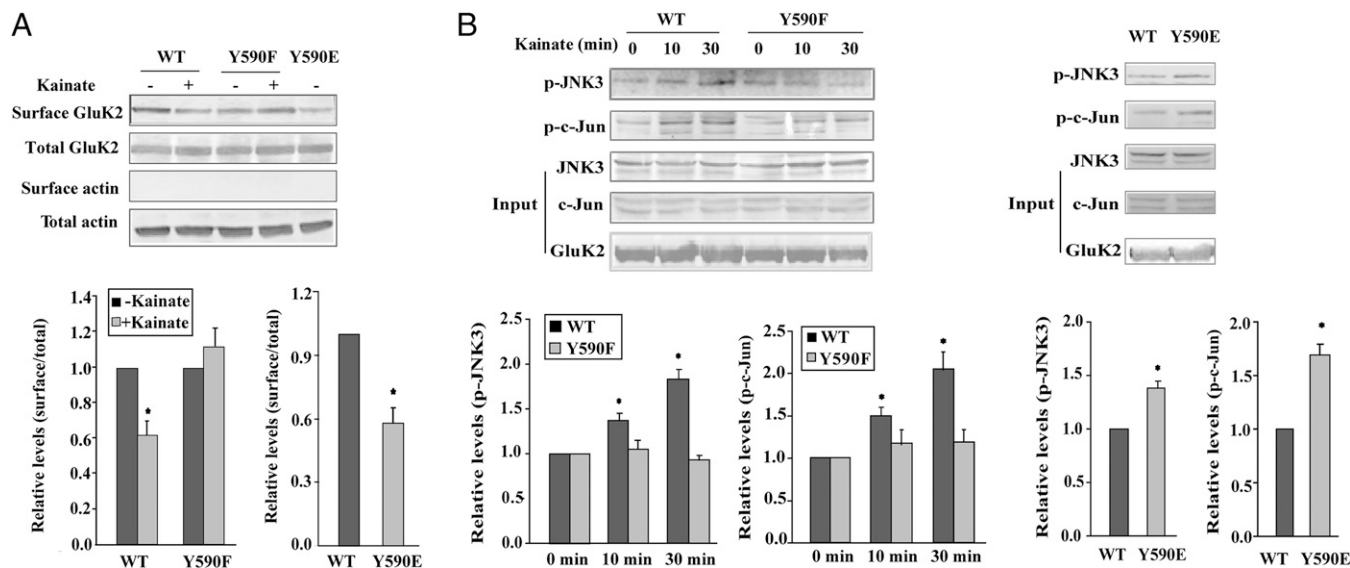 A
WT Y590F Y590E
Kainate - + - + -
Surface GluK2
Total GluK2
Surface actin
Total actin
1.4
1.2
1.0
0.8
0.6
0.4
0.2
0.0
Relative levels (surface/total)
-Kainate
+Kainate
*
WT Y590F
1.2
0.9
0.6
0.3
0.0
Relative levels (surface/total)
*
WT Y590E
B
WT Y590F
Kainate (min) 0 10 30 0 10 30
p-JNK3
p-c-Jun
JNK3
Input c-Jun
GluK2
WT Y590E
p-JNK3
p-c-Jun
JNK3
Input c-Jun
GluK2
2.5
2.0
1.5
1.0
0.5
0.0
Relative levels (p-JNK3)
WT
Y590F
* *
0 min 10 min 30 min
2.5
2.0
1.5
1.0
0.5
0.0
Relative levels (p-c-Jun)
WT
Y590F
* *
0 min 10 min 30 min
2.0
1.5
1.0
0.5
0.0
Relative levels (p-JNK3)
*
WT Y590E
2.0
1.5
1.0
0.5
0.0
Relative levels (p-c-Jun)
*
WT Y590E